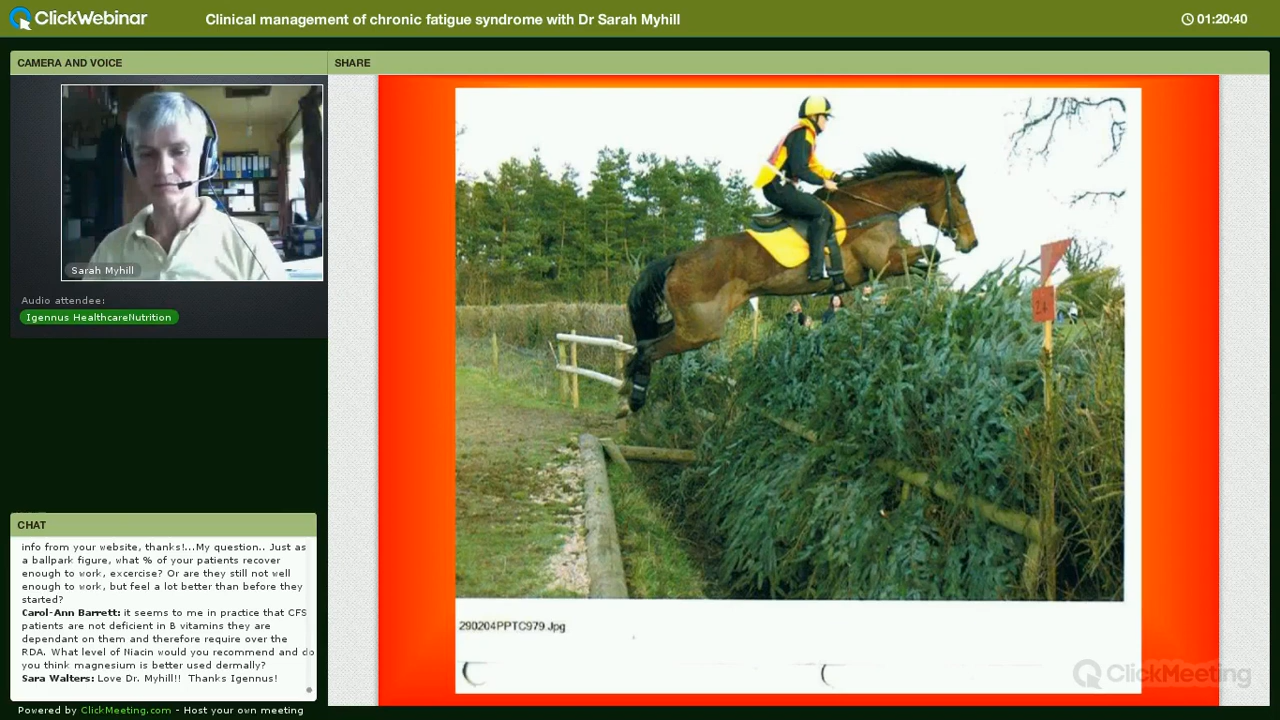 ClickWebinar
Clinical management of chronic fatigue syndrome with Dr Sarah Myhill
01:20:40
CAMERA AND VOICE
SHARE
Sarah Myhill
Audio attendee:
Igennus HealthcareNutrition
24
290204PPTC979.Jpg
CHAT
info from your website, thanks!...My question.. Just as
a ballpark figure, what % of your patients recover
enough to work, excercise? Or are they still not well
enough to work, but feel a lot better than before they
started?
Carol-Ann Barrett: it seems to me in practice that CFS
patients are not deficient in B vitamins they are
dependant on them and therefore require over the
RDA. What level of Niacin would you recommend and do
you think magnesium is better used dermally?
Sara Walters: Love Dr. Myhill!! Thanks Igennus!
ClickMeeting
Powered by ClickMeeting.com - Host your own meeting